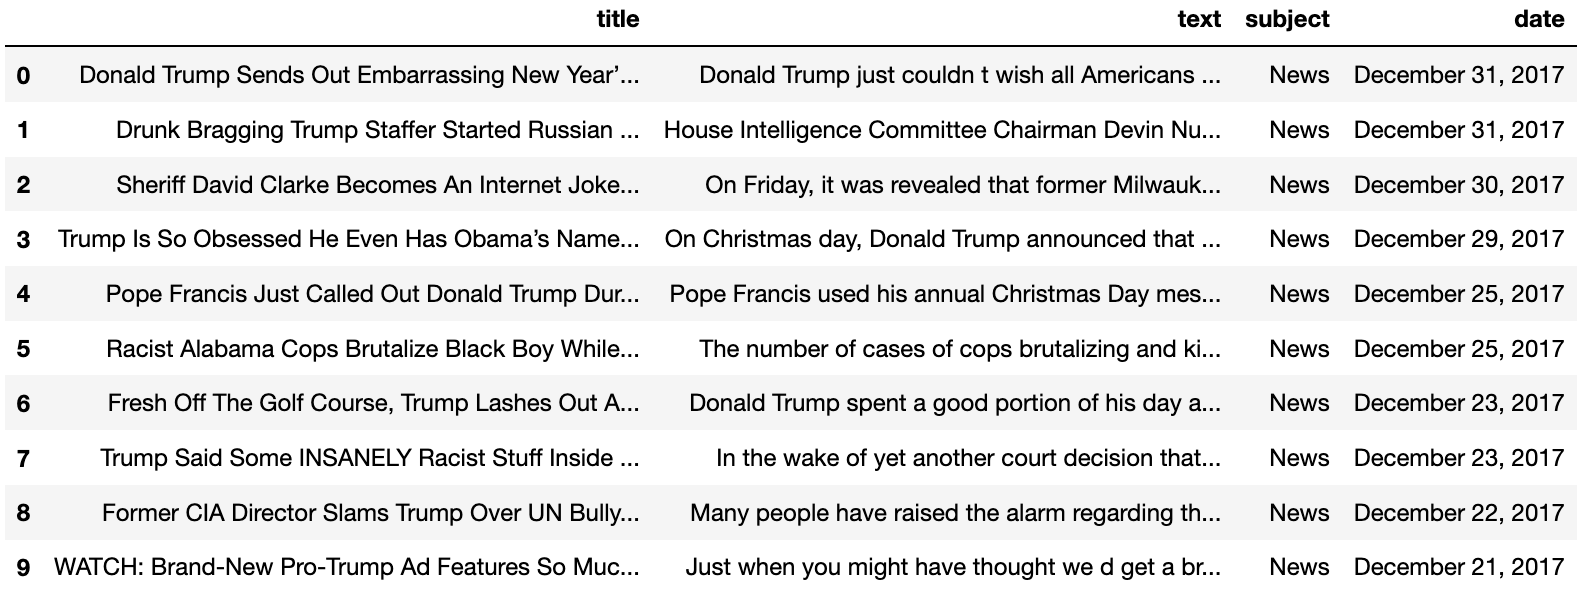 title text subject date
0 Donald Trump Sends Out Embarrassing New Year’... Donald Trump just couldn t wish all Americans ... News December 31, 2017
1 Drunk Bragging Trump Staffer Started Russian ... House Intelligence Committee Chairman Devin Nu... News December 31, 2017
2 Sheriff David Clarke Becomes An Internet Joke... On Friday, it was revealed that former Milwauk... News December 30, 2017
3 Trump Is So Obsessed He Even Has Obama’s Name... On Christmas day, Donald Trump announced that ... News December 29, 2017
4 Pope Francis Just Called Out Donald Trump Dur... Pope Francis used his annual Christmas Day mes... News December 25, 2017
5 Racist Alabama Cops Brutalize Black Boy While... The number of cases of cops brutalizing and ki... News December 25, 2017
6 Fresh Off The Golf Course, Trump Lashes Out A... Donald Trump spent a good portion of his day a... News December 23, 2017
7 Trump Said Some INSANELY Racist Stuff Inside ... In the wake of yet another court decision that... News December 23, 2017
8 Former CIA Director Slams Trump Over UN Bully... Many people have raised the alarm regarding th... News December 22, 2017
9 WATCH: Brand-New Pro-Trump Ad Features So Muc... Just when you might have thought we d get a br... News December 21, 2017